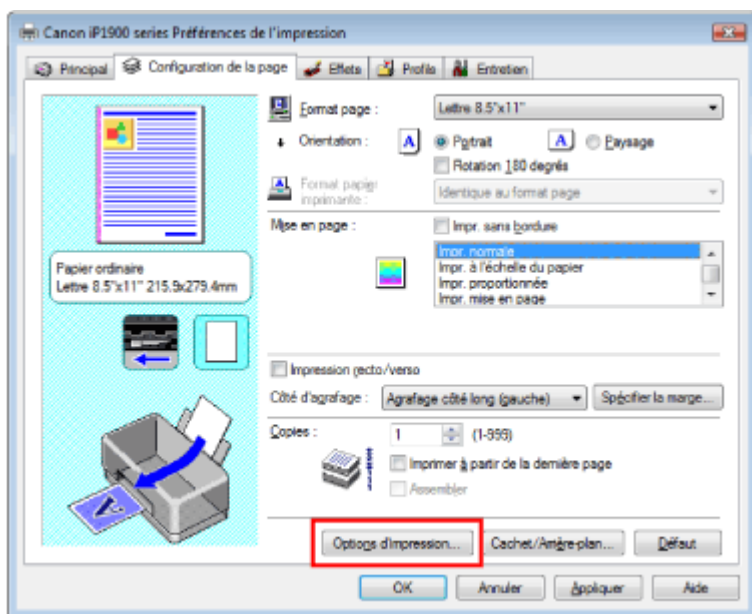 Canon iP1900 series Préférences de l'impression
Principal Configuration de la page Effets Profils Entretien
Format page : Lettre 8.5"x11"
Orientation : A Portrait A Paysage
Rotation 180 degrés
Format papier Identique au format page
imprimante :
Mise en page : Impr. sans bordure
Impr. normale
Impr. à l'échelle du papier
Impr. proportionnée
Impr. mise en page
Papier ordinaire
Lettre 8.5"x11" 215.9x279.4mm
Impression recto/verso
Côté d'agrafage : Agrafage côté long (gauche) Spécifier la marge...
Copies : 1 (1-999)
Imprimer à partir de la dernière page
Assembler
Options d'impression... Cachet/Arrière-plan... Défaut
OK Annuler Appliquer Aide